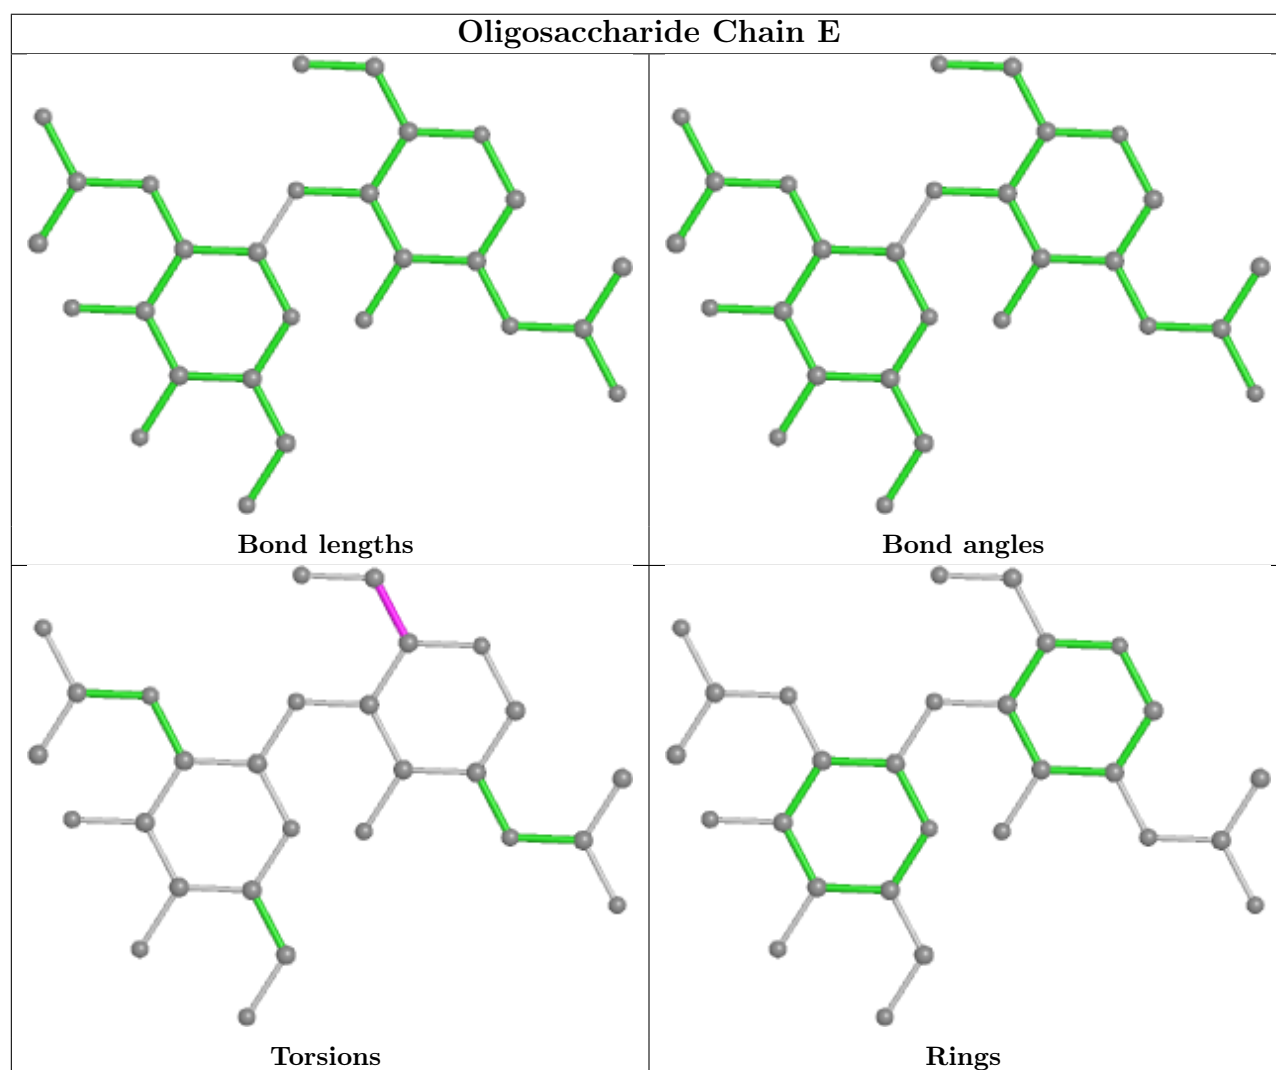 Oligosaccharide Chain E
Bond lengths
Bond angles
Torsions
Rings